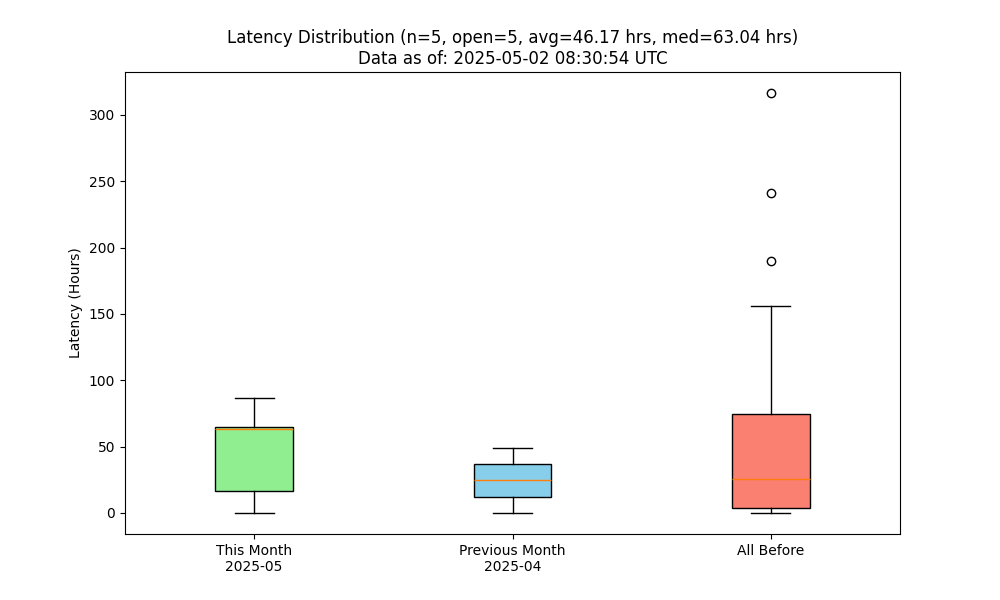 Latency Distribution (n=5, open=5, avg=46.17 hrs, med=63.04 hrs)
Data as of: 2025-05-02 08:30:54 UTC
Latency (Hours)
300
250
200
150
100
50
0
This Month
2025-05
Previous Month
2025-04
All Before